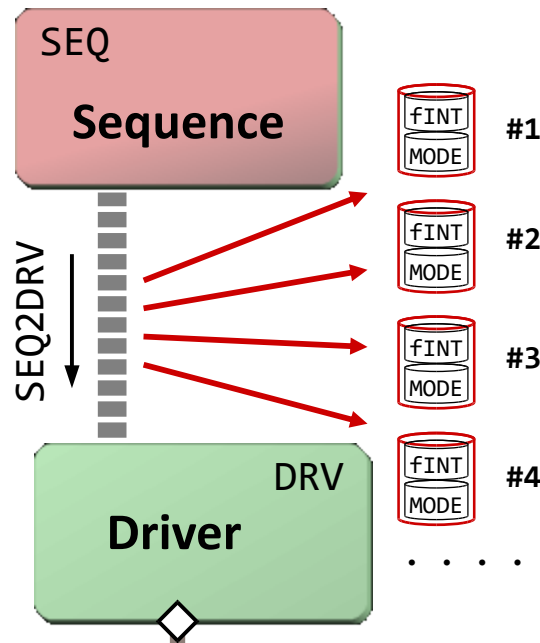 SEQ
Sequence
fINT
MODE
#1
fINT
MODE
#2
SEQ2DRV
fINT
MODE
#3
fINT
MODE
#4
DRV
Driver
. . . .